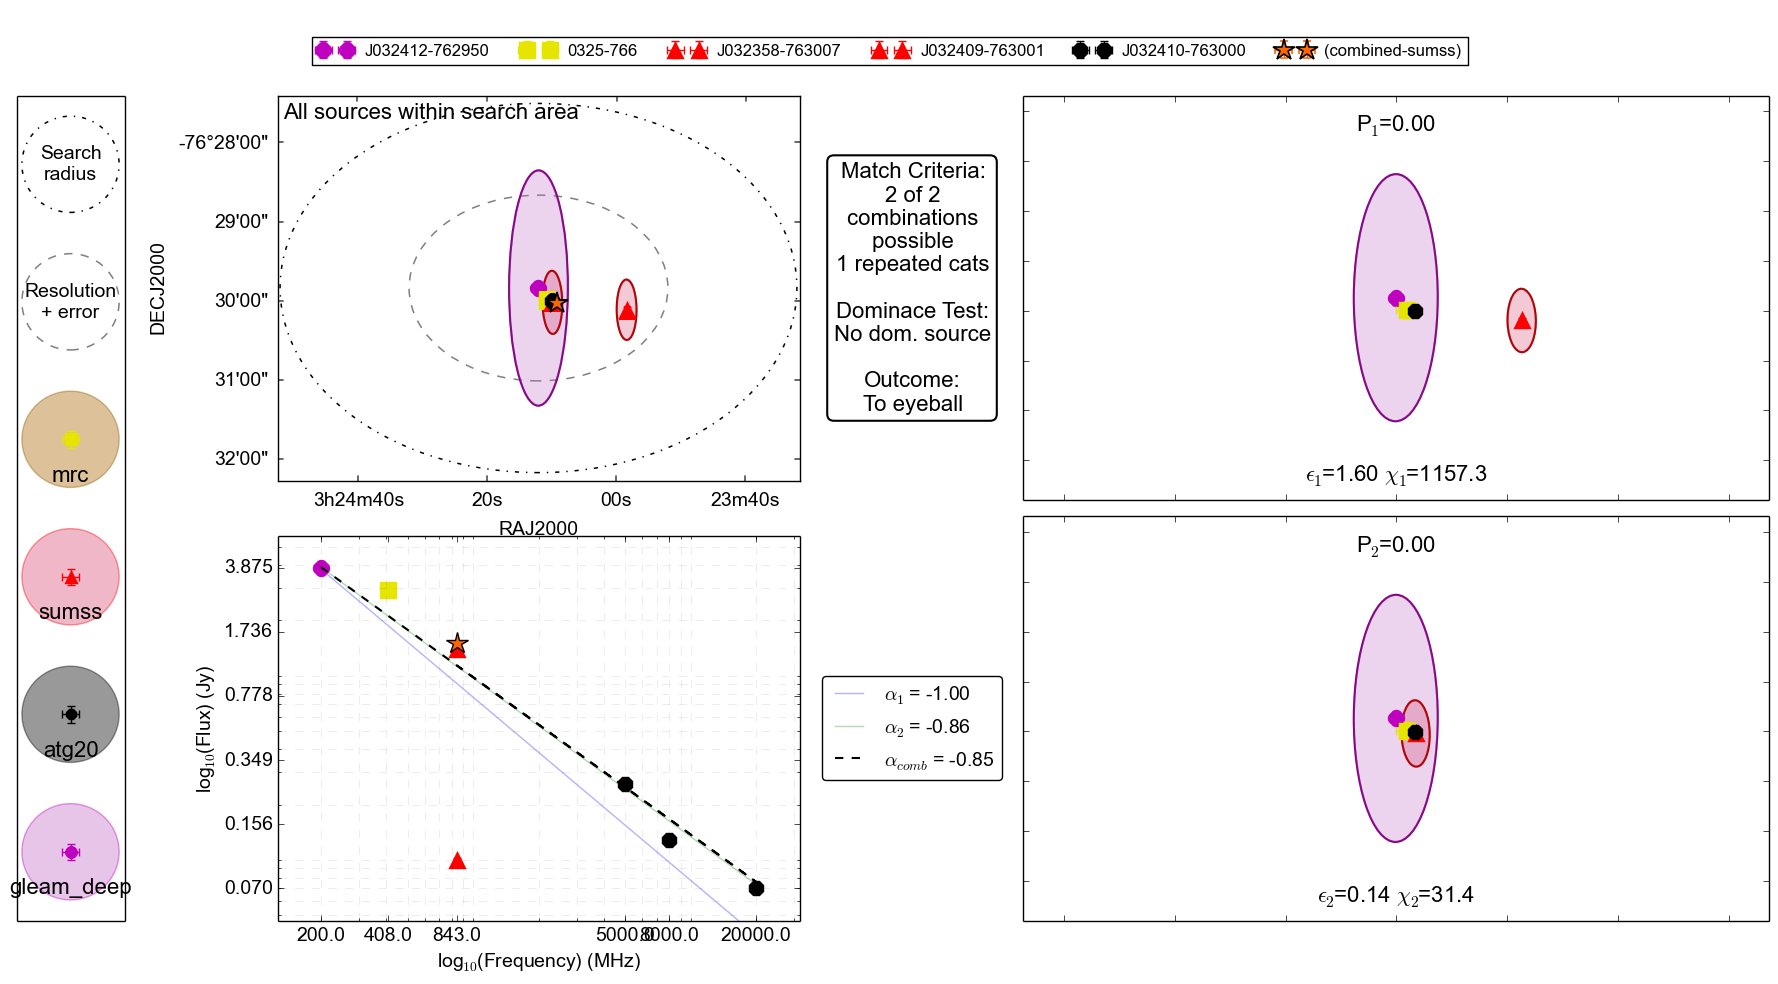 J032412-762950
0325-766
J032358-763007
J032409-763001
J032410-763000
(combined-sumss)
Search
radius
Resolution
+ error
mrc
sumss
atg20
gleam_deep
All sources within search area
DECJ2000
-76°28'00"
29'00"
30'00"
31'00"
32'00"
3h24m40s
20s
00s
23m40s
RAJ2000
Match Criteria:
2 of 2
combinations
possible
1 repeated cats
Dominace Test:
No dom. source
Outcome:
To eyeball
P₁=0.00
ϵ₁=1.60 χ₁=1157.3
log₁₀(Flux) (Jy)
3.875
1.736
0.778
0.349
0.156
0.070
200.0
408.0
843.0
5000.0
8000.0
20000.0
log₁₀(Frequency) (MHz)
α₁ = -1.00
α₂ = -0.86
α_comb = -0.85
P₂=0.00
ϵ₂=0.14 χ₂=31.4